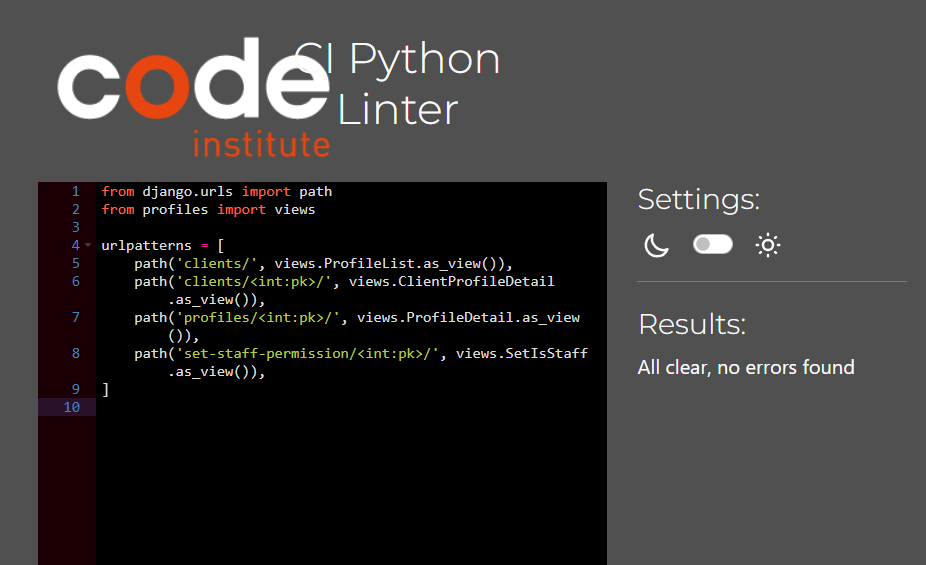 code
institute
CI Python
Linter
1 from django.urls import path
2 from profiles import views
3
4 urlpatterns = [
5 path('clients/', views.ProfileList.as_view()),
6 path('clients/<int:pk>/', views.ClientProfileDetail
.as_view()),
7 path('profiles/<int:pk>/', views.ProfileDetail.as_view
()),
8 path('set-staff-permission/<int:pk>/', views.SetIsStaff
.as_view()),
9 ]
10
Settings:
Results:
All clear, no errors found